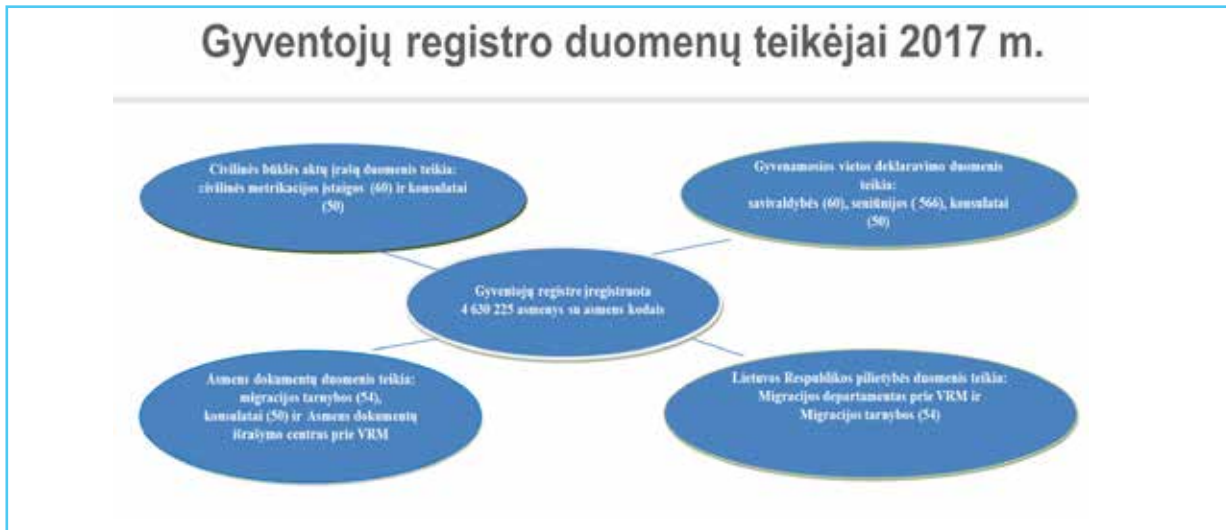 Gyventojų registro duomenų teikėjai 2017 m.
Civilinės būklės aktų įrašų duomenis teikia:
civilinės metrikacijos įstaigos (60) ir konsulatai
(50)
Gyvenamosios vietos deklaravimo duomenis
teikia:
savivaldybės (60), seniūnijos ( 566), konsulatai
(50)
Gyventojų registre įregistruota
4 630 225 asmenys su asmens kodais
Asmens dokumentų duomenis teikia:
migracijos tarnybos (54),
konsulatai (50) ir Asmens dokumentų
išrašymo centras prie VRM
Lietuvos Respublikos pilietybės duomenis teikia:
Migracijos departamentas prie VRM ir
Migracijos tarnybos (54)